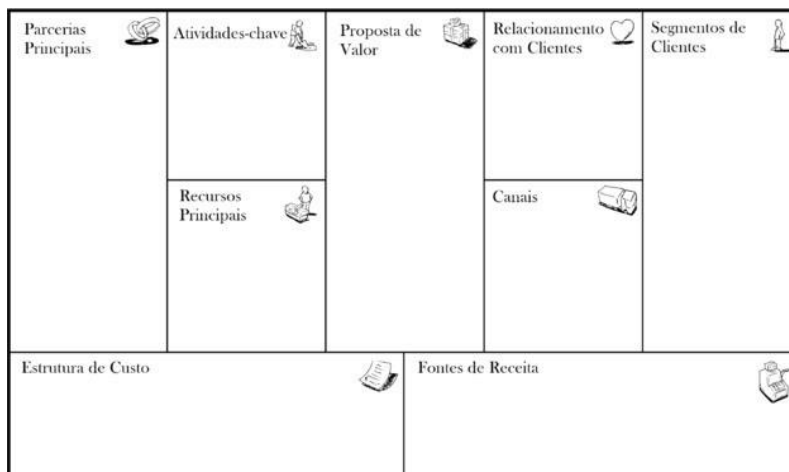 Parcerias
Principais
Atividades-chave
Proposta de
Valor
Relacionamento
com Clientes
Segmentos de
Clientes
Recursos
Principais
Canais
Estrutura de Custo
Fontes de Receita